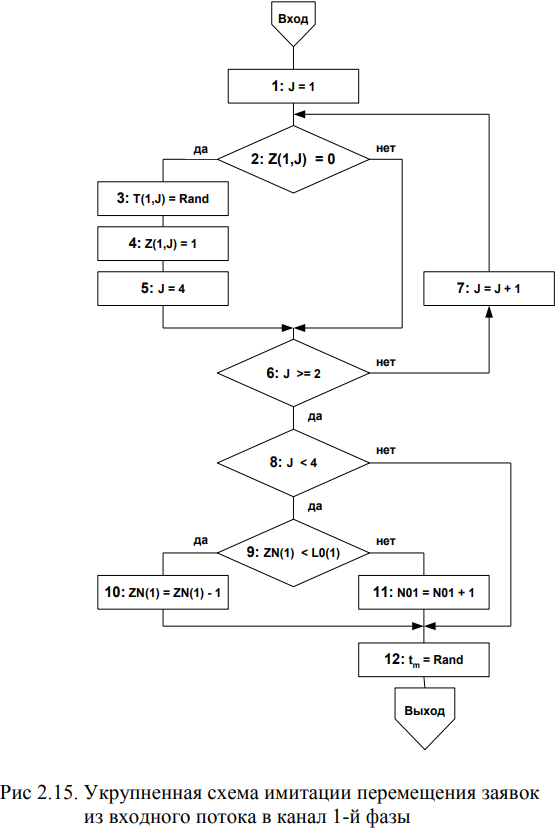 Вход
1: J = 1
да
2: Z(1,J) = 0
нет
3: T(1,J) = Rand
4: Z(1,J) = 1
5: J = 4
7: J = J + 1
6: J >= 2
нет
да
8: J < 4
нет
да
да
9: ZN(1) < L0(1)
нет
10: ZN(1) = ZN(1) - 1
11: N01 = N01 + 1
12: tm = Rand
Выход
Рис 2.15. Укрупненная схема имитации перемещения заявок
из входного потока в канал 1-й фазы